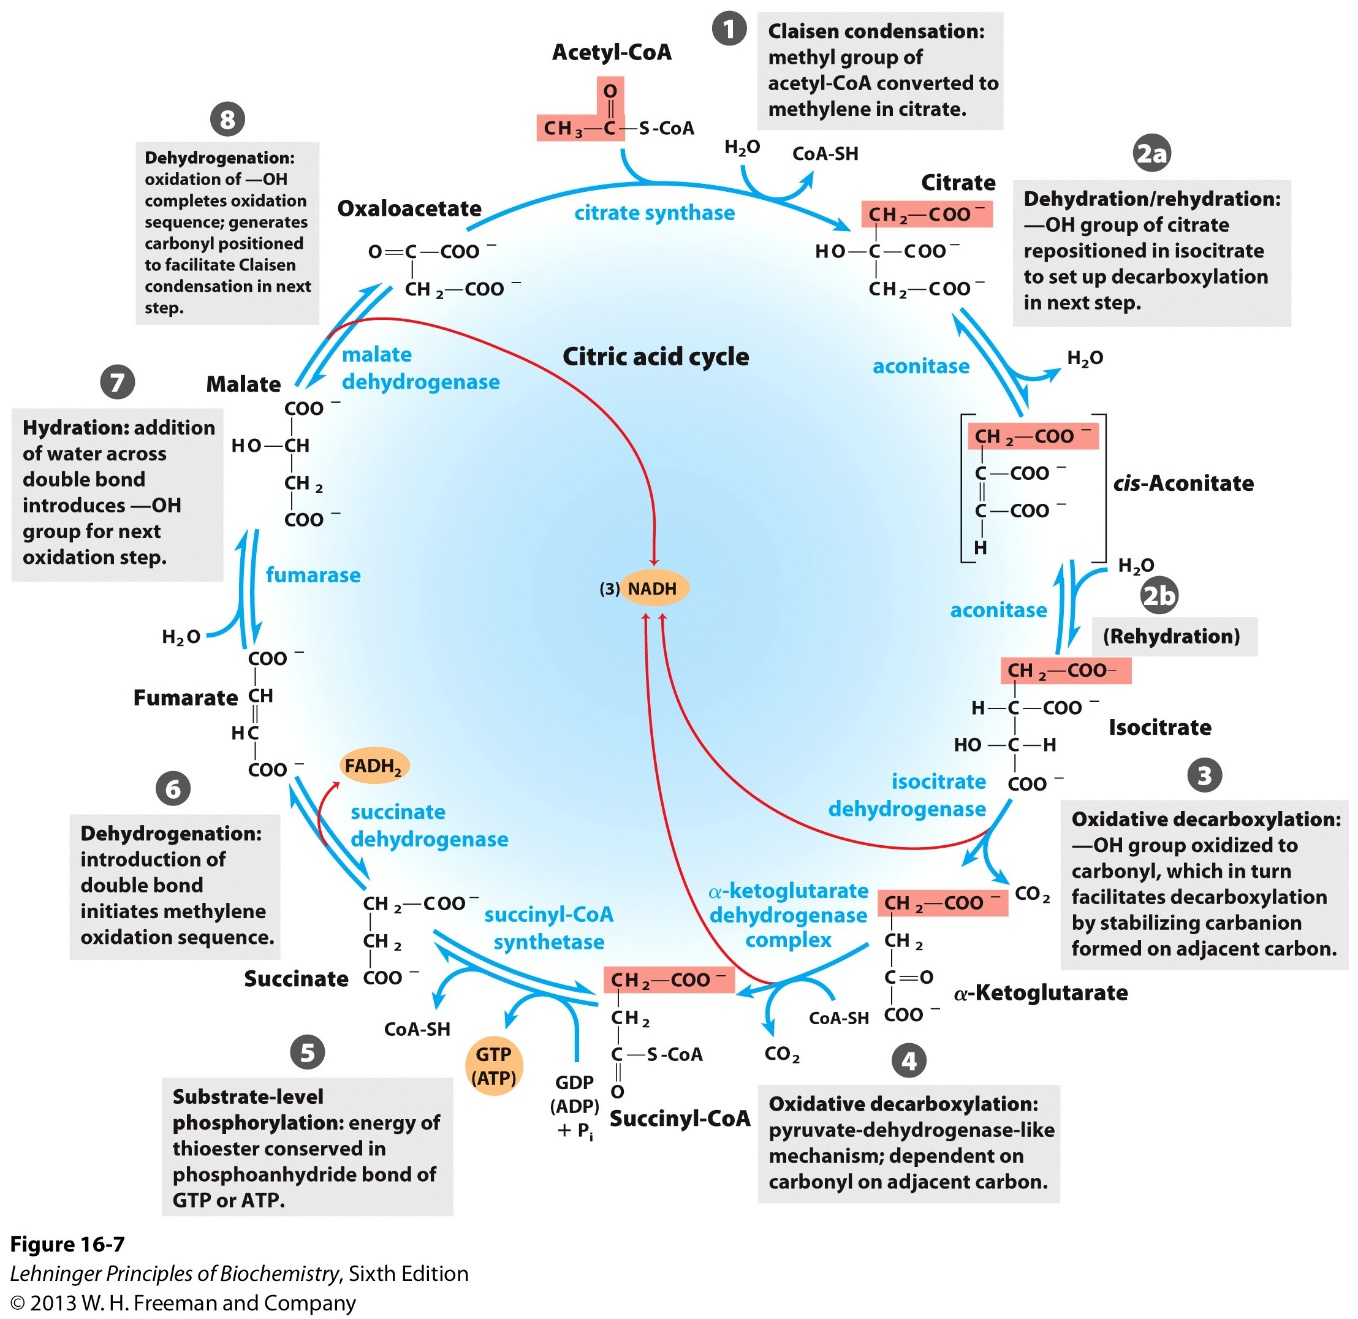 1
Claisen condensation:
methyl group of
acetyl-CoA converted to
methylene in citrate.
Acetyl-CoA
O
CH3—C—S-CoA
H2O
CoA-SH
citrate synthase
Citrate
CH2—COO−
HO—C—COO−
CH2—COO−
2a
Dehydration/rehydration:
—OH group of citrate
repositioned in isocitrate
to set up decarboxylation
in next step.
aconitase
H2O
CH2—COO−
C—COO−
C—COO−
H
cis-Aconitate
H2O
aconitase
2b
(Rehydration)
CH2—COO−
H—C—COO−
HO—C—H
COO−
Isocitrate
isocitrate
dehydrogenase
3
Oxidative decarboxylation:
—OH group oxidized to
carbonyl, which in turn
facilitates decarboxylation
by stabilizing carbanion
formed on adjacent carbon.
CO2
CH2—COO−
CH2
C=O
COO−
α-Ketoglutarate
α-ketoglutarate
dehydrogenase
complex
CoA-SH
CO2
4
Oxidative decarboxylation:
pyruvate-dehydrogenase-like
mechanism; dependent on
carbonyl on adjacent carbon.
CH2—COO−
CH2
C—S-CoA
O
Succinyl-CoA
succinyl-CoA
synthetase
GDP
(ADP)
+ Pi
GTP
(ATP)
CoA-SH
5
Substrate-level
phosphorylation: energy of
thioester conserved in
phosphoanhydride bond of
GTP or ATP.
CH2—COO−
CH2
COO−
Succinate
succinate
dehydrogenase
FADH2
6
Dehydrogenation:
introduction of
double bond
initiates methylene
oxidation sequence.
COO−
CH
HC
COO−
Fumarate
fumarase
H2O
7
Hydration: addition
of water across
double bond
introduces —OH
group for next
oxidation step.
Malate
COO−
HO—CH
CH2
COO−
malate
dehydrogenase
8
Dehydrogenation:
oxidation of —OH
completes oxidation
sequence; generates
carbonyl positioned
to facilitate Claisen
condensation in next
step.
Oxaloacetate
O=C—COO−
CH2—COO−
Citric acid cycle
(3) NADH
Figure 16-7
Lehninger Principles of Biochemistry, Sixth Edition
© 2013 W. H. Freeman and Company